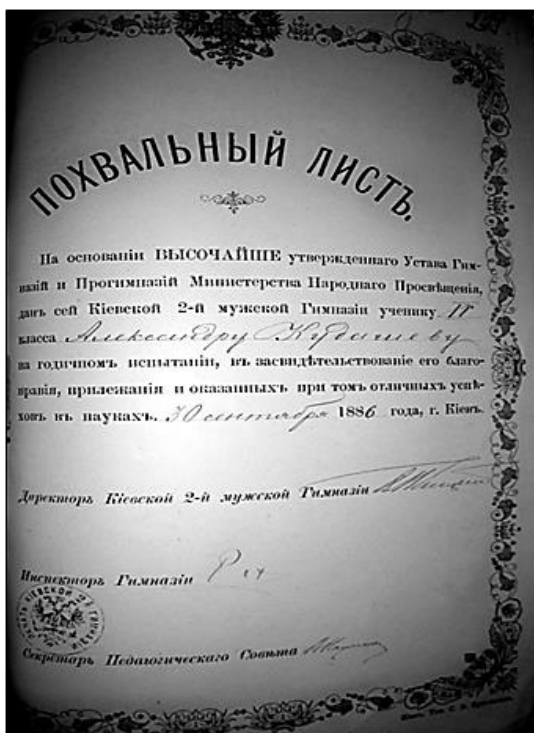 ПОХВАЛЬНЫЙ ЛИСТЪ.
На основаніи ВЫСОЧАЙШЕ утвержденнаго Устава Гим-
назій и Прогимназій Министерства Народнаго Просвѣщенія,
данъ сей Кіевской 2-й мужской Гимназіи ученику IV
класса Александру Кудашеву
на годичномъ испытаніи, въ засвидѣтельствованіе его благо-
нравія, прилежанія и оказанныхъ при томъ отличныхъ успѣ-
ховъ въ наукахъ. 30 сентября 1886 года, г. Кіевъ.
Директоръ Кіевской 2-й мужской Гимназіи
Инспекторъ Гимназіи
Секретарь Педагогическаго Совѣта